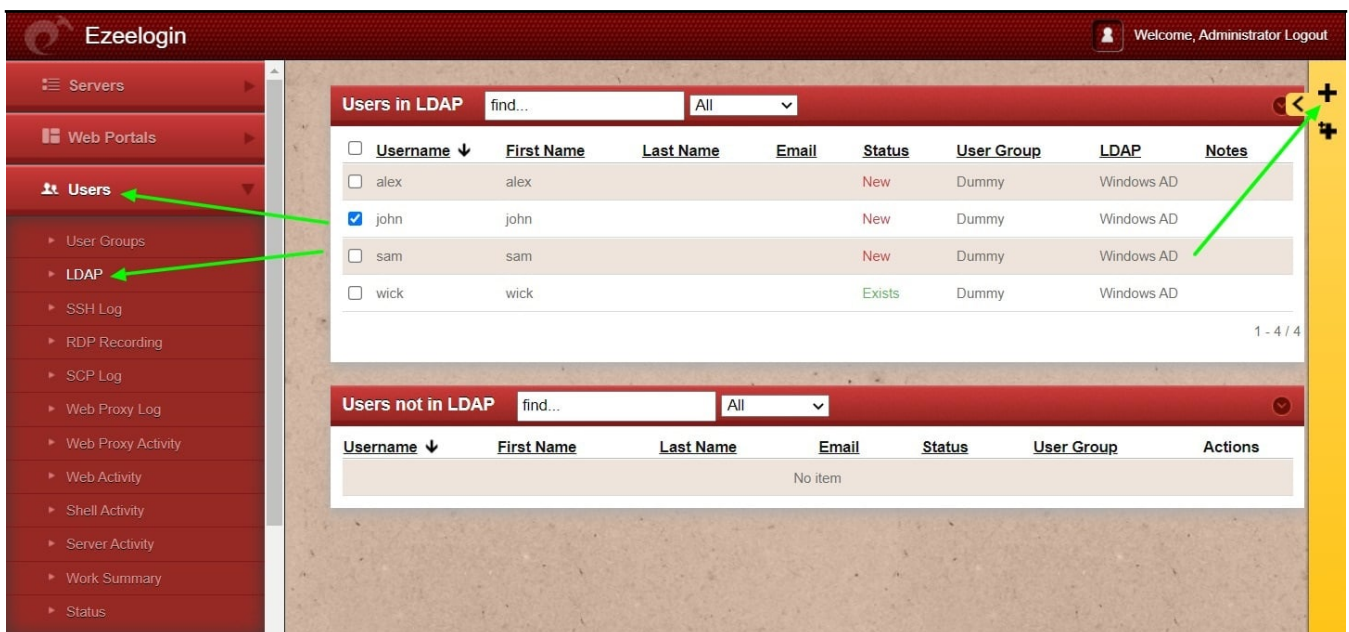 Ezeelogin
Welcome, Administrator Logout
Servers
Web Portals
Users
User Groups
LDAP
SSH Log
RDP Recording
SCP Log
Web Proxy Log
Web Proxy Activity
Web Activity
Shell Activity
Server Activity
Work Summary
Status
Users in LDAP find... All
Username First Name Last Name Email Status User Group LDAP Notes
alex alex New Dummy Windows AD
john john New Dummy Windows AD
sam sam New Dummy Windows AD
wick wick Exists Dummy Windows AD
1 - 4 / 4
Users not in LDAP find... All
Username First Name Last Name Email Status User Group Actions
No item